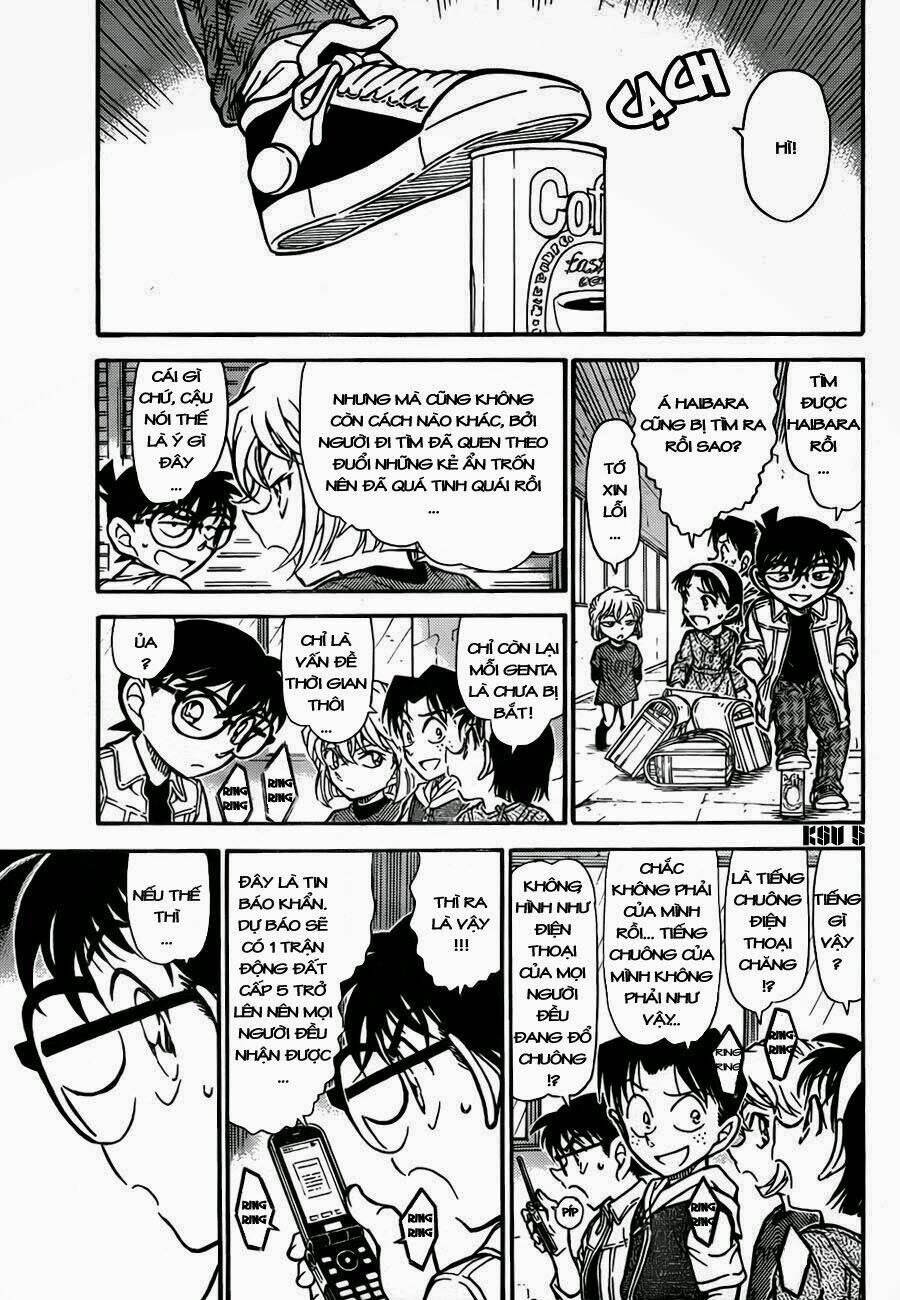 HÌ!
CẠCH
Cof
fast
TÌM
ĐƯỢC
HAIBARA
RỒI
...
Á HAIBARA
CŨNG BỊ TÌM RA
RỒI SAO?
TỚ
XIN
LỖI
...
NHƯNG MÀ CŨNG KHÔNG
CÒN CÁCH NÀO KHÁC, BỞI
NGƯỜI ĐI TÌM ĐÃ QUEN THEO
ĐUỔI NHỮNG KẺ ẨN TRỐN
NÊN ĐÃ QUÁ TINH QUÁI RỒI
...
CÁI GÌ
CHỨ, CẬU
NÓI THẾ
LÀ Ý GÌ
ĐÂY
CHỈ CÒN LẠI
MỖI GENTA
LÀ CHƯA BỊ
BẮT!
CHỈ LÀ
VẤN ĐỀ
THỜI GIAN
THÔI
ỦA
?
RING
RING
RING
RING
KSU 5
TIẾNG
GÌ
VẬY?
LÀ TIẾNG
CHUÔNG
ĐIỆN
THOẠI
CHĂNG
!?
CHẮC
KHÔNG PHẢI
CỦA MÌNH
RỒI... TIẾNG
CHUÔNG CỦA
MÌNH KHÔNG
PHẢI NHƯ
VẬY...
KHÔNG,
HÌNH NHƯ
ĐIỆN
THOẠI
CỦA MỌI
NGƯỜI
ĐỀU
ĐANG ĐỔ
CHUÔNG
!?
RING
RING
RING
RING
RING
RING
PÍP
THÌ RA
LÀ VẬY
!!!
ĐÂY LÀ TIN
BÁO KHẨN.
DỰ BÁO SẼ
CÓ 1 TRẬN
ĐỘNG ĐẤT
CẤP 5 TRỞ
LÊN NÊN MỌI
NGƯỜI ĐỀU
NHẬN ĐƯỢC
...
RING
RING
RING
RING
NẾU THẾ
THÌ
...